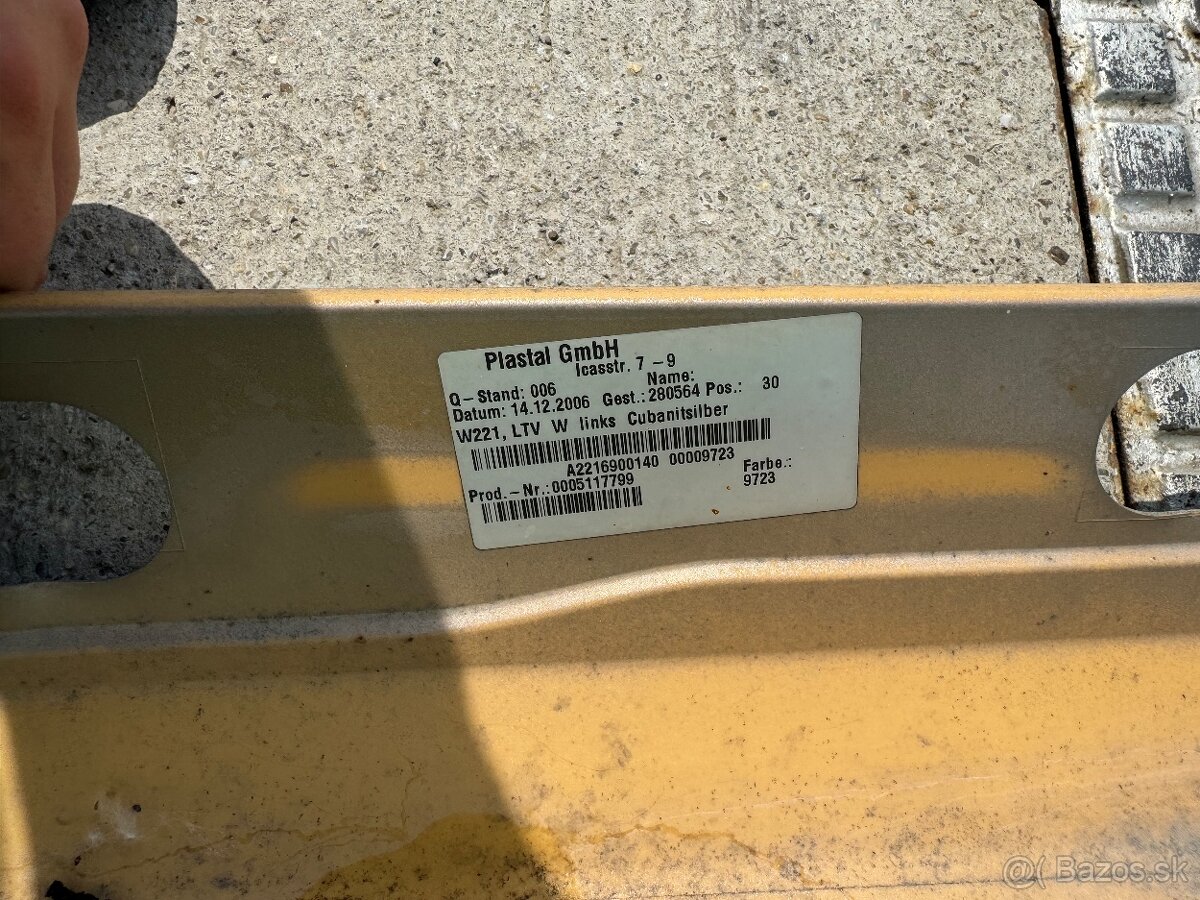 Plastal GmbH
Icasstr. 7 - 9
Q- Stand: 006 Name:
Datum: 14.12.2006 Gest.: 280564 Pos.: 30
W221, LTV W links Cubanitsilber
A2216900140 00009723
Prod.-Nr.:0005117799 Farbe.:
9723
@( Bazos.sk